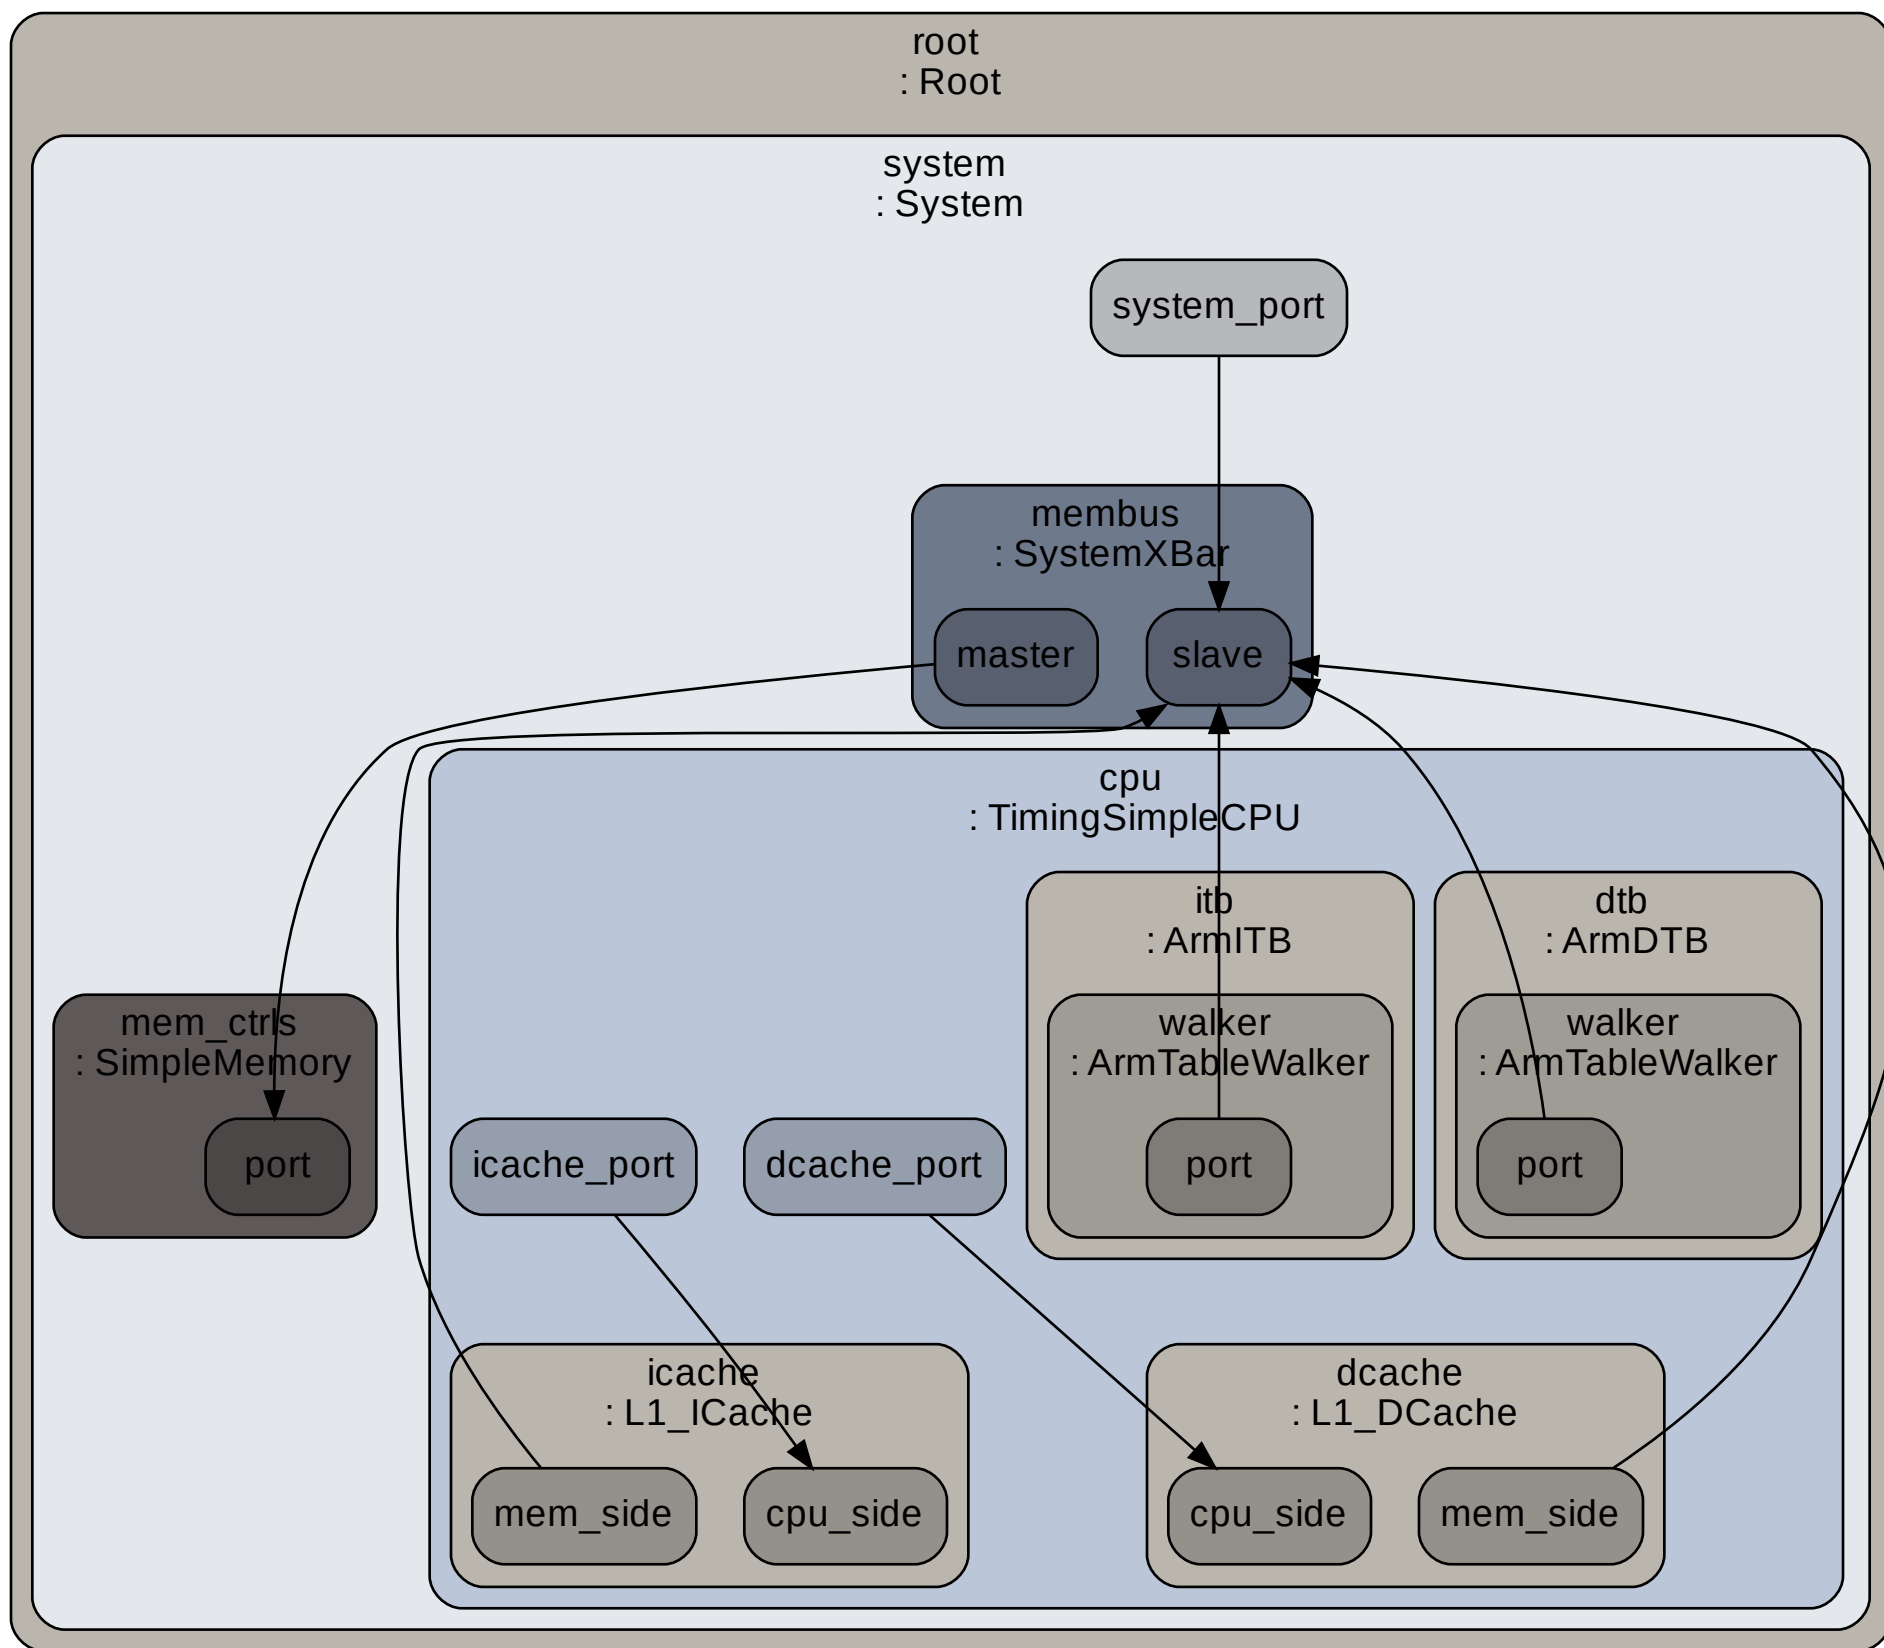 root
: Root
system
: System
system_port
membus
: SystemXBar
master
slave
cpu
: TimingSimpleCPU
itb
: ArmITB
dtb
: ArmDTB
mem_ctrls
: SimpleMemory
walker
: ArmTableWalker
walker
: ArmTableWalker
port
icache_port
dcache_port
port
port
icache
: L1_ICache
dcache
: L1_DCache
mem_side
cpu_side
cpu_side
mem_side